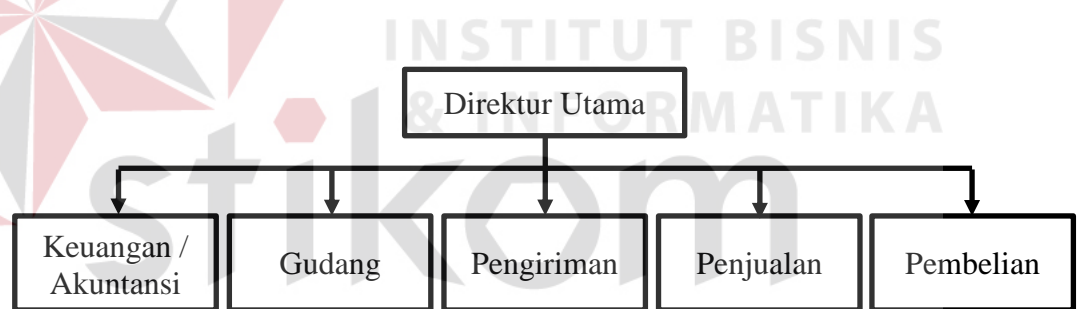 INSTITUT BISNIS
& INFORMATIKA
stikom
Direktur Utama
Keuangan /
Akuntansi
Gudang
Pengiriman
Penjualan
Pembelian